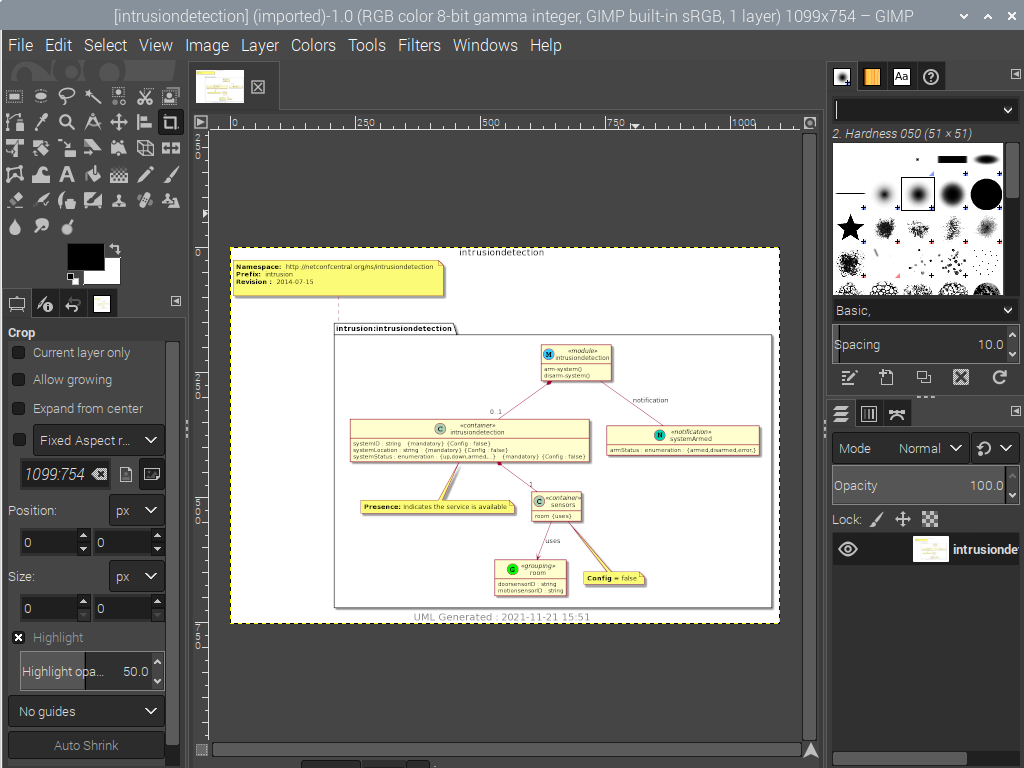 [intrusiondetection] (imported)-1.0 (RGB color 8-bit gamma integer, GIMP built-in sRGB, 1 layer) 1099x754 – GIMP
File Edit Select View Image Layer Colors Tools Filters Windows Help
Aa
2. Hardness 050 (51 × 51)
Basic,
Spacing 10.0
Mode Normal
Opacity 100.0
Lock:
intrusionde
Crop
Current layer only
Allow growing
Expand from center
Fixed Aspect r...
1099:754
Position: px
0 0
Size: px
0 0
Highlight
Highlight opa... 50.0
No guides
Auto Shrink
0 250 500 750 1000
250
0
250
500
750
intrusiondetection
Namespace: http://netconfcentral.org/ns/intrusiondetection
Prefix: intrusion
Revision : 2014-07-15
intrusion:intrusiondetection
M «module»
intrusiondetection
arm-system()
disarm-system()
notification
0..1
C «container»
intrusiondetection
systemID : string {mandatory} {Config : false}
systemLocation : string {mandatory} {Config : false}
systemStatus : enumeration : {up,down,armed,...} {mandatory} {Config : false}
N «notification»
systemArmed
armStatus : enumeration : {armed,disarmed,error,}
Presence: Indicates the service is available
1
C «container»
sensors
room {uses}
uses
G «grouping»
room
doorsensorID : string
motionsensorID : string
Config = false
UML Generated : 2021-11-21 15:51